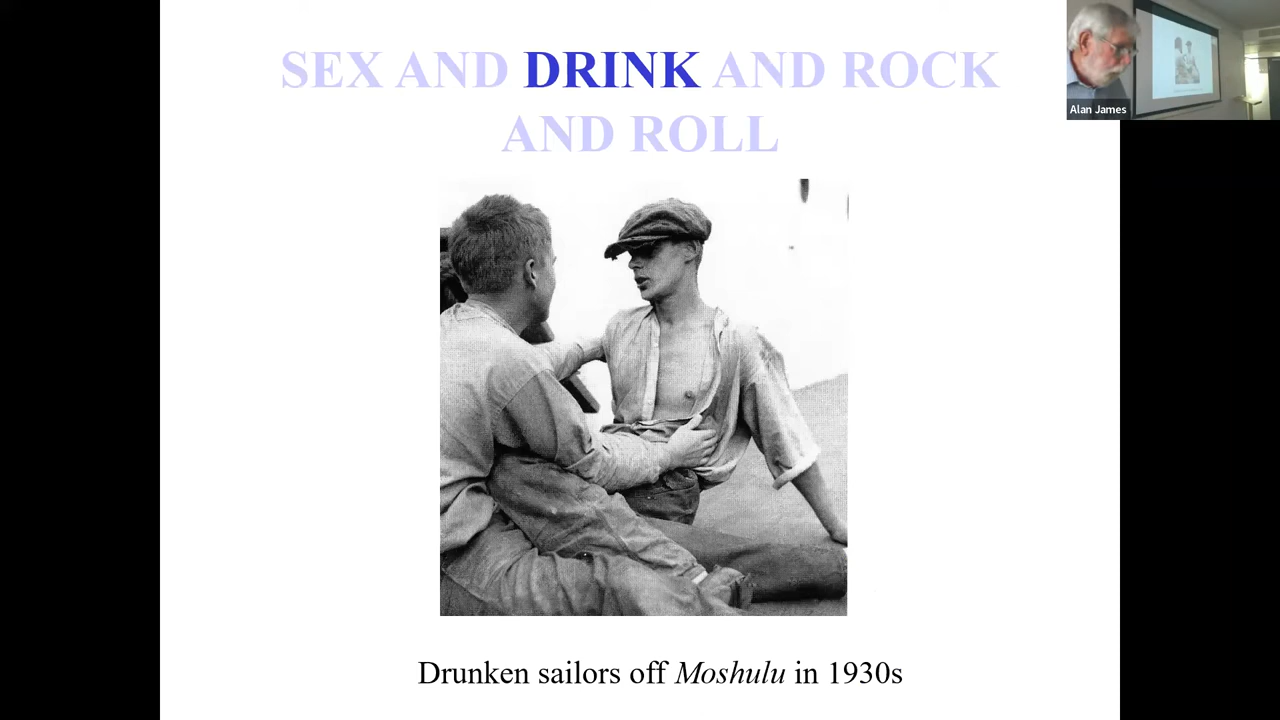 SEX AND DRINK AND ROCK
AND ROLL
Alan James
Drunken sailors off Moshulu in 1930s